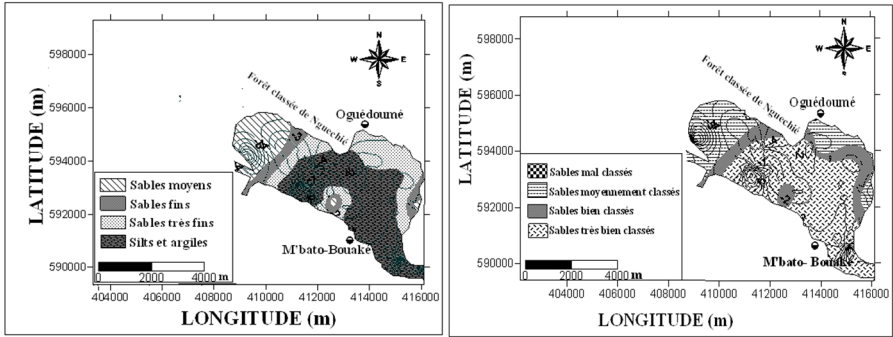 598000
596000
594000
592000
590000
LATITUDE (m)
N
W E
S
Forêt classée de Nguechié
Oguédoumé
M'bato-Bouaké
Sables moyens
Sables fins
Sables très fins
Silts et argiles
0 2000 4000 m
404000 406000 408000 410000 412000 414000 416000
LONGITUDE (m)
598000
596000
594000
592000
590000
LATITUDE (m)
N
W E
Forêt classée de Nguechié
Oguédoumé
M'bato- Bouaké
Sables mal classés
Sables moyennement classés
Sables bien classés
Sables très bien classés
0 2000 4000 m
404000 406000 408000 410000 412000 414000 416000
LONGITUDE (m)